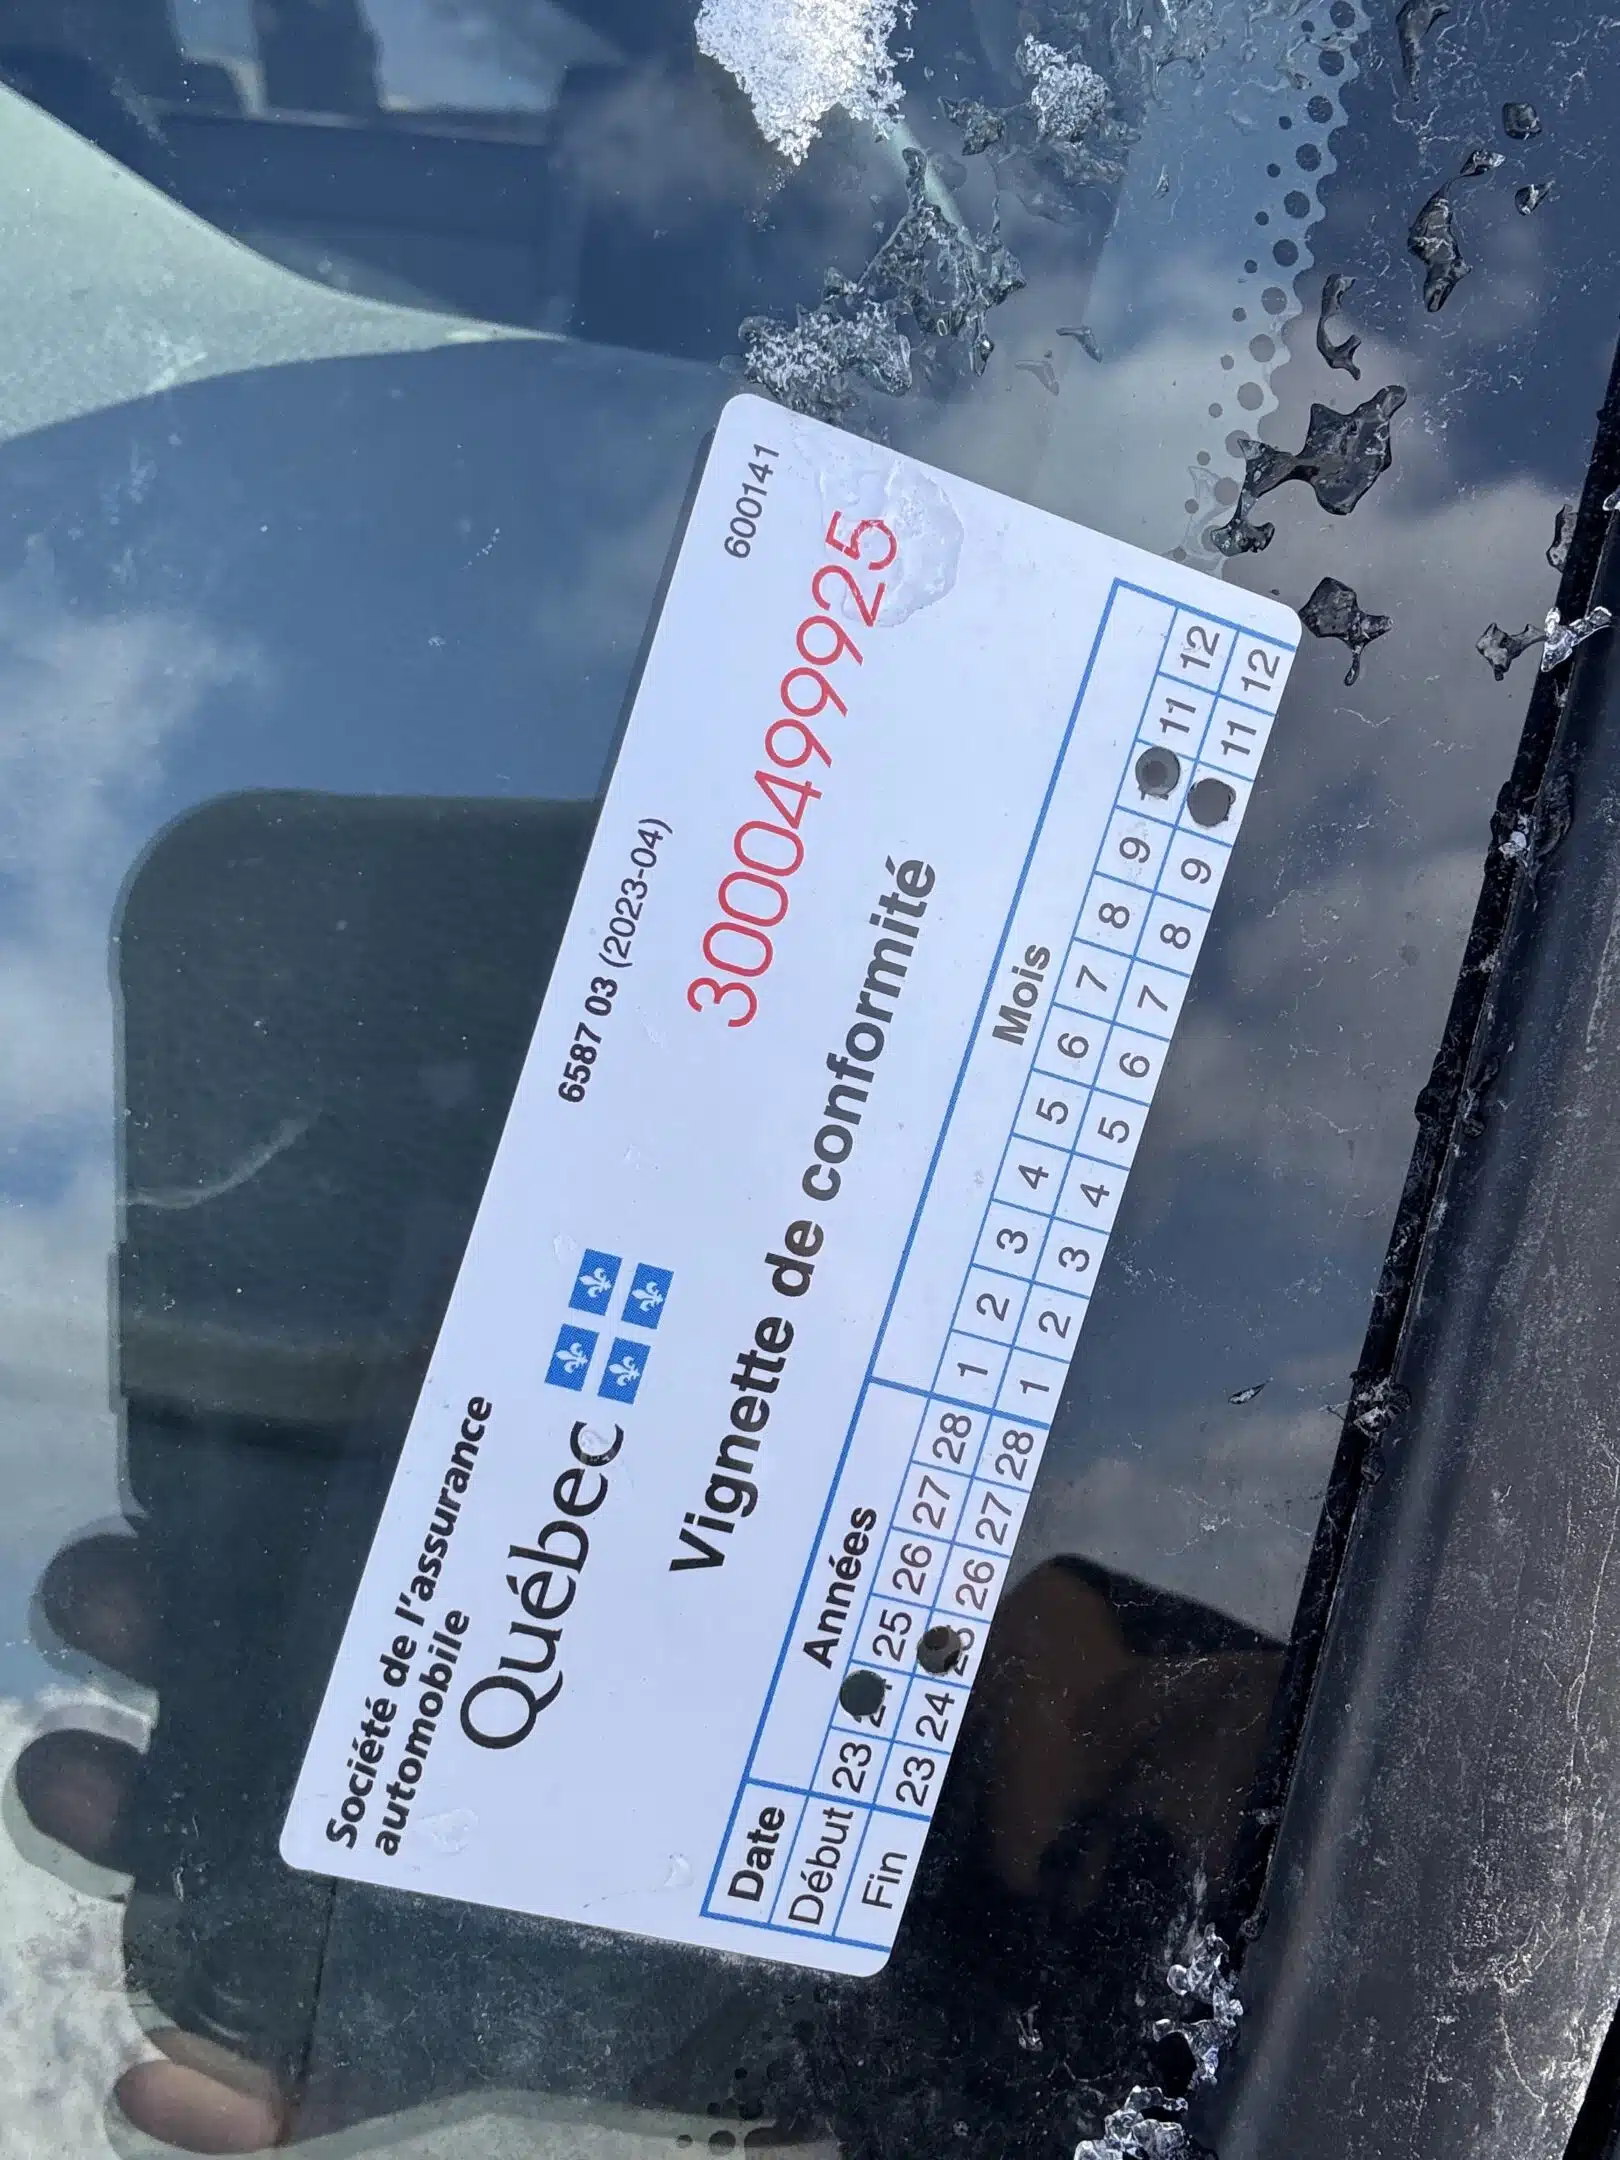 Société de l'assurance
automobile
Québec
6587 03 (2023-04)
600141
3000499925
Vignette de conformité
Date Années Mois
Début 23 25 26 27 28 1 2 3 4 5 6 7 8 9 11 12
Fin 23 24 26 27 28 1 2 3 4 5 6 7 8 9 11 12